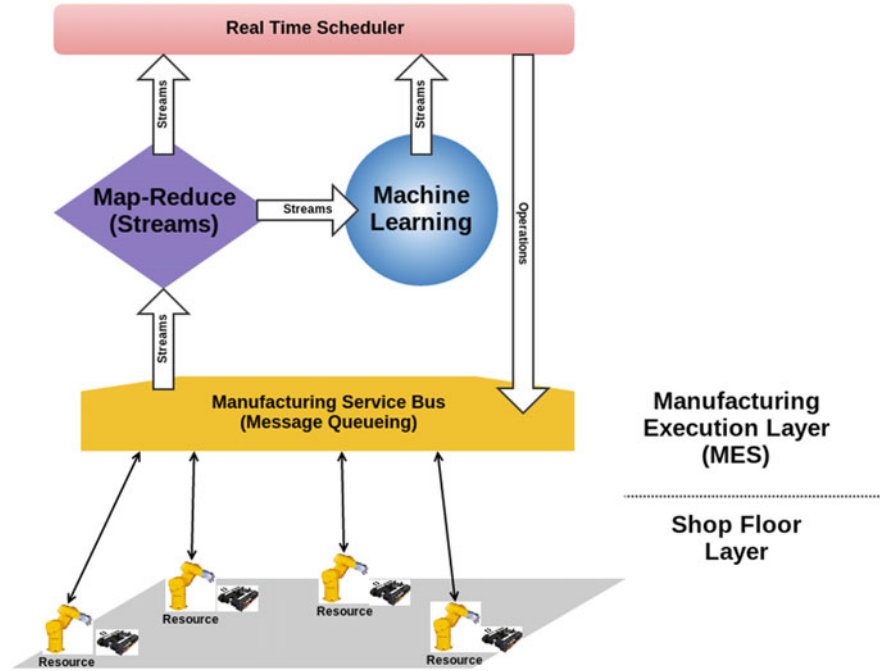 Real Time Scheduler
Streams
Streams
Map-Reduce
(Streams)
Streams
Machine
Learning
Operations
Streams
Manufacturing Service Bus
(Message Queueing)
Manufacturing
Execution Layer
(MES)
Shop Floor
Layer
Resource
Resource
Resource
Resource